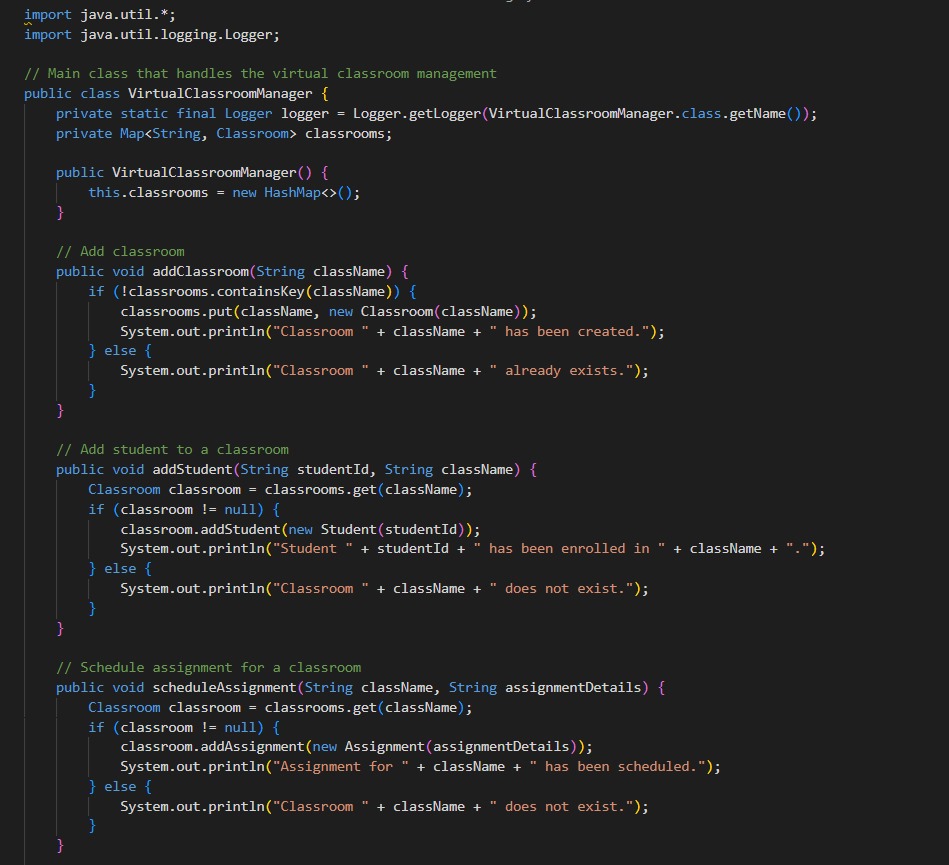 import java.util.*;
import java.util.logging.Logger;

// Main class that handles the virtual classroom management
public class VirtualClassroomManager {
    private static final Logger logger = Logger.getLogger(VirtualClassroomManager.class.getName());
    private Map<String, Classroom> classrooms;

    public VirtualClassroomManager() {
        this.classrooms = new HashMap<>();
    }

    // Add classroom
    public void addClassroom(String className) {
        if (!classrooms.containsKey(className)) {
            classrooms.put(className, new Classroom(className));
            System.out.println("Classroom " + className + " has been created.");
        } else {
            System.out.println("Classroom " + className + " already exists.");
        }
    }

    // Add student to a classroom
    public void addStudent(String studentId, String className) {
        Classroom classroom = classrooms.get(className);
        if (classroom != null) {
            classroom.addStudent(new Student(studentId));
            System.out.println("Student " + studentId + " has been enrolled in " + className + ".");
        } else {
            System.out.println("Classroom " + className + " does not exist.");
        }
    }

    // Schedule assignment for a classroom
    public void scheduleAssignment(String className, String assignmentDetails) {
        Classroom classroom = classrooms.get(className);
        if (classroom != null) {
            classroom.addAssignment(new Assignment(assignmentDetails));
            System.out.println("Assignment for " + className + " has been scheduled.");
        } else {
            System.out.println("Classroom " + className + " does not exist.");
        }
    }